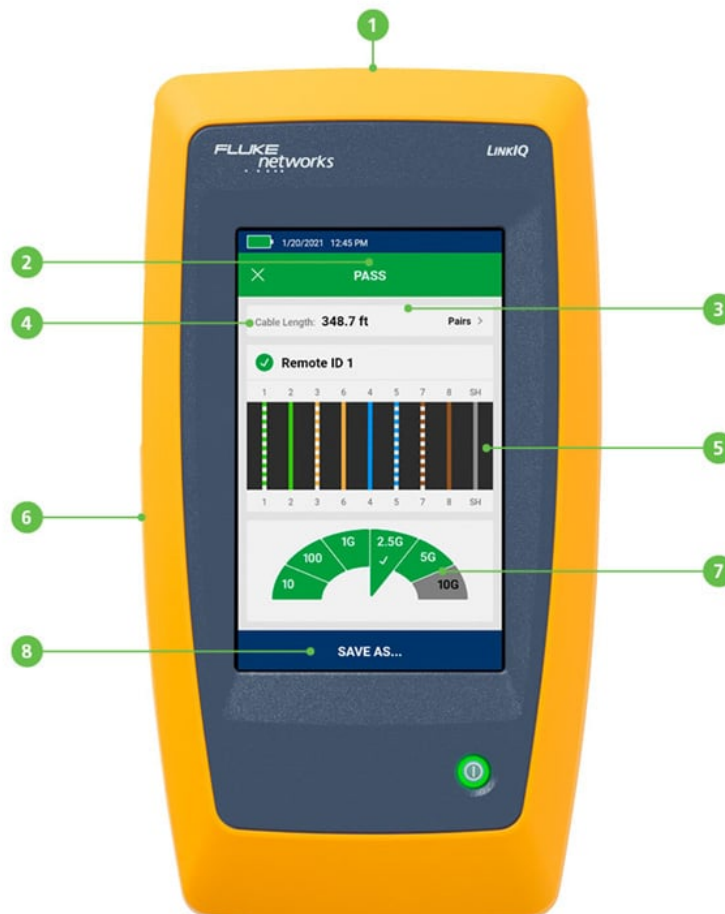 1
FLUKE
networks
LINKIQ
1/20/2021 12:45 PM
2
PASS
3
4
Cable Length: 348.7 ft
Pairs >
Remote ID 1
1 2 3 6 4 5 7 8 SH
5
1 2 3 6 4 5 7 8 SH
6
10
100
1G
2.5G
5G
10G
7
8
SAVE AS...